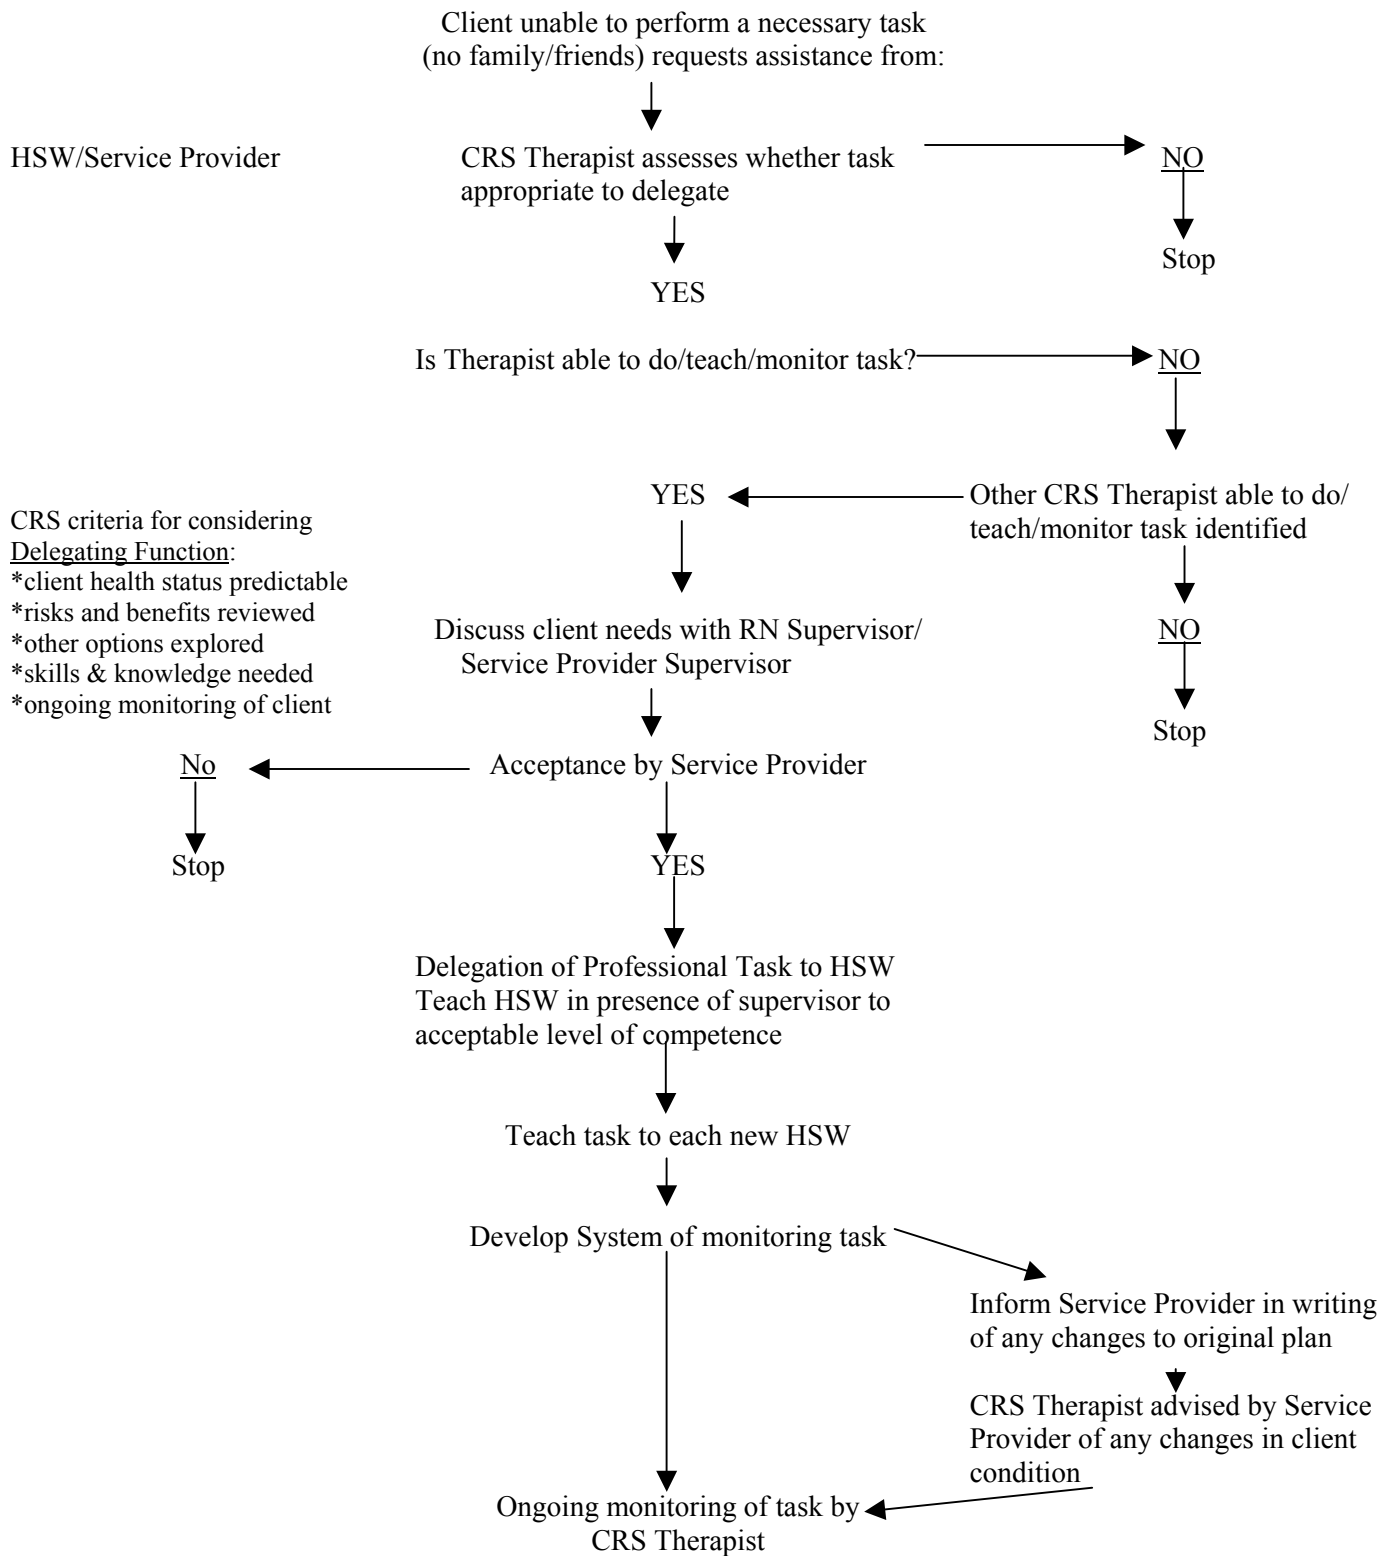 Client unable to perform a necessary task
(no family/friends) requests assistance from:
HSW/Service Provider
CRS Therapist assesses whether task
appropriate to delegate
NO
Stop
YES
Is Therapist able to do/teach/monitor task?
NO
YES
Other CRS Therapist able to do/
teach/monitor task identified
CRS criteria for considering
Delegating Function:
*client health status predictable
*risks and benefits reviewed
*other options explored
*skills & knowledge needed
*ongoing monitoring of client
Discuss client needs with RN Supervisor/
Service Provider Supervisor
NO
Stop
No
Acceptance by Service Provider
Stop
YES
Delegation of Professional Task to HSW
Teach HSW in presence of supervisor to
acceptable level of competence
Teach task to each new HSW
Develop System of monitoring task
Inform Service Provider in writing
of any changes to original plan
CRS Therapist advised by Service
Provider of any changes in client
condition
Ongoing monitoring of task by
CRS Therapist